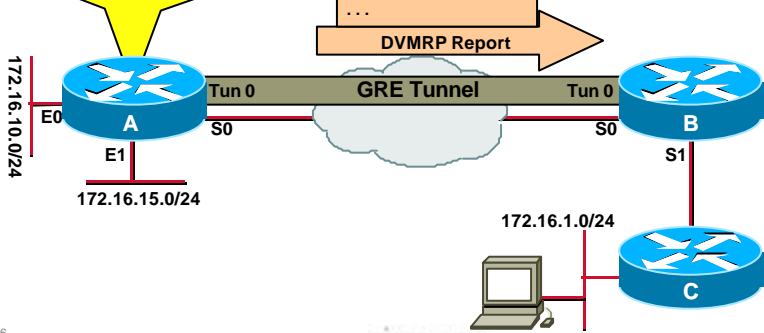 . . .
DVMRP Report
172.16.10.0/24
Tun 0
GRE Tunnel
Tun 0
E0
A
S0
S0
B
E1
S1
172.16.15.0/24
172.16.1.0/24
C
6